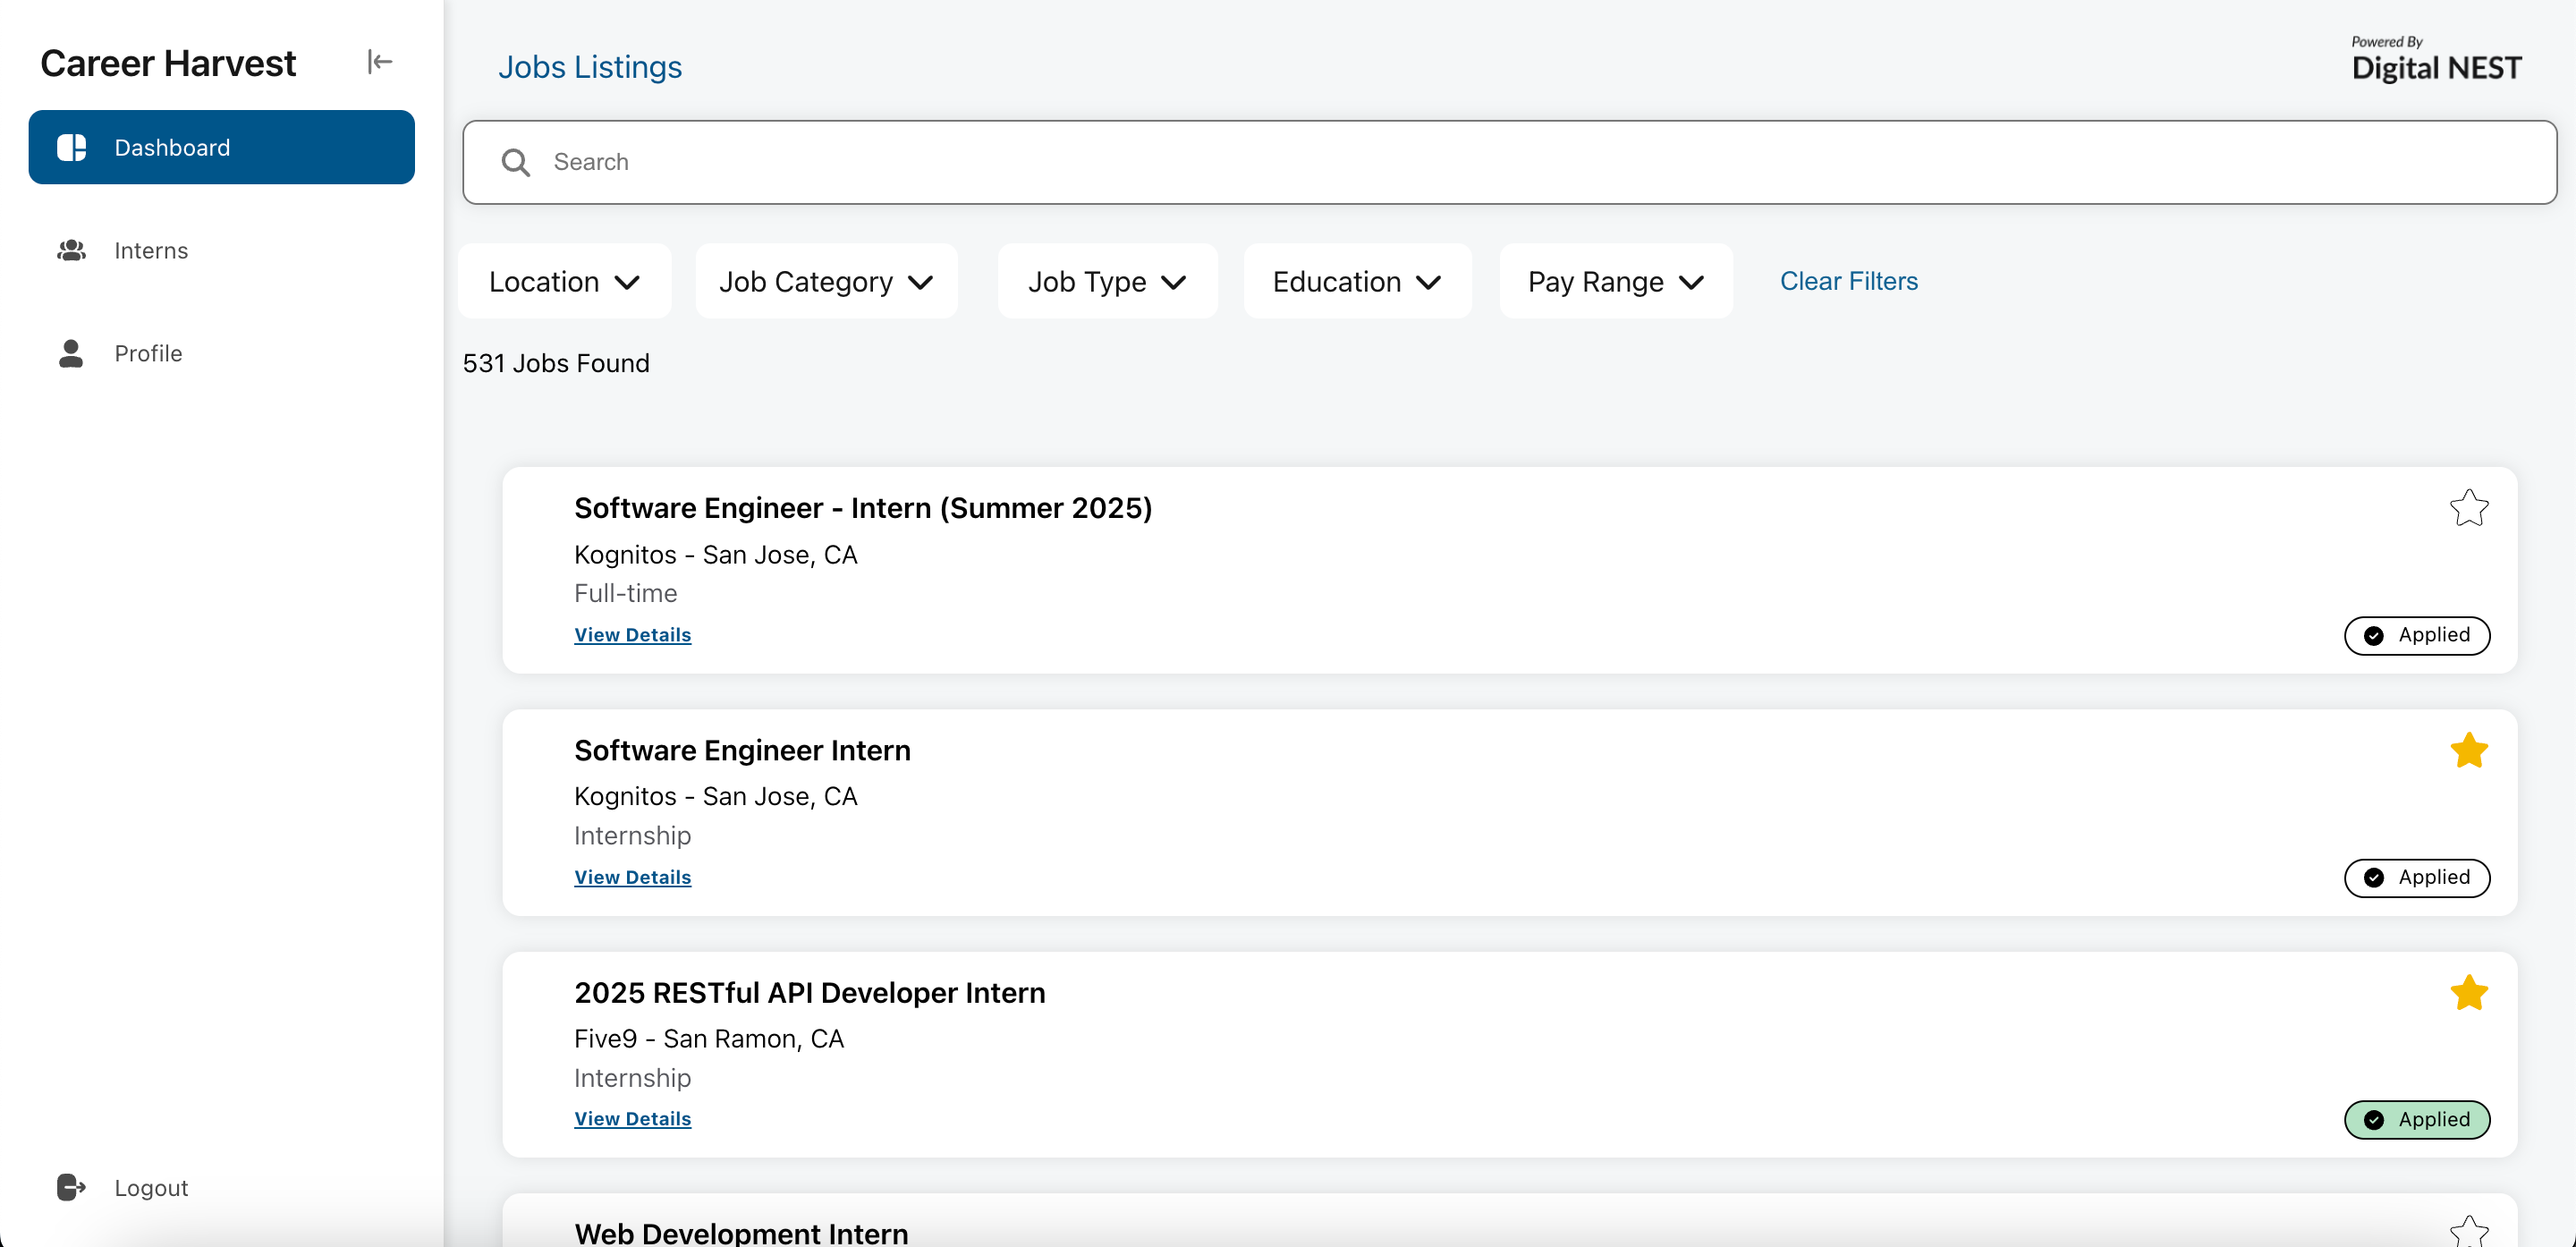 Career Harvest
Dashboard
Interns
Profile
Logout
Jobs Listings
Powered By
Digital NEST
Search
Location
Job Category
Job Type
Education
Pay Range
Clear Filters
531 Jobs Found
Software Engineer - Intern (Summer 2025)
Kognitos - San Jose, CA
Full-time
View Details
Applied
Software Engineer Intern
Kognitos - San Jose, CA
Internship
View Details
Applied
2025 RESTful API Developer Intern
Five9 - San Ramon, CA
Internship
View Details
Applied
Web Development Intern